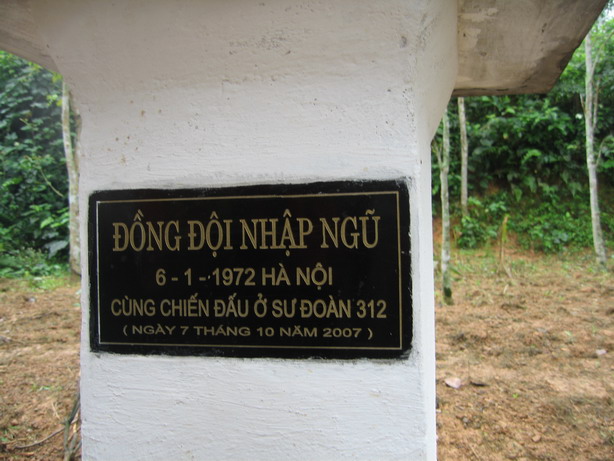 ĐỒNG ĐỘI NHẬP NGŨ
6 - 1 - 1972 HÀ NỘI
CÙNG CHIẾN ĐẤU Ở SƯ ĐOÀN 312
( NGÀY 7 THÁNG 10 NĂM 2007 )